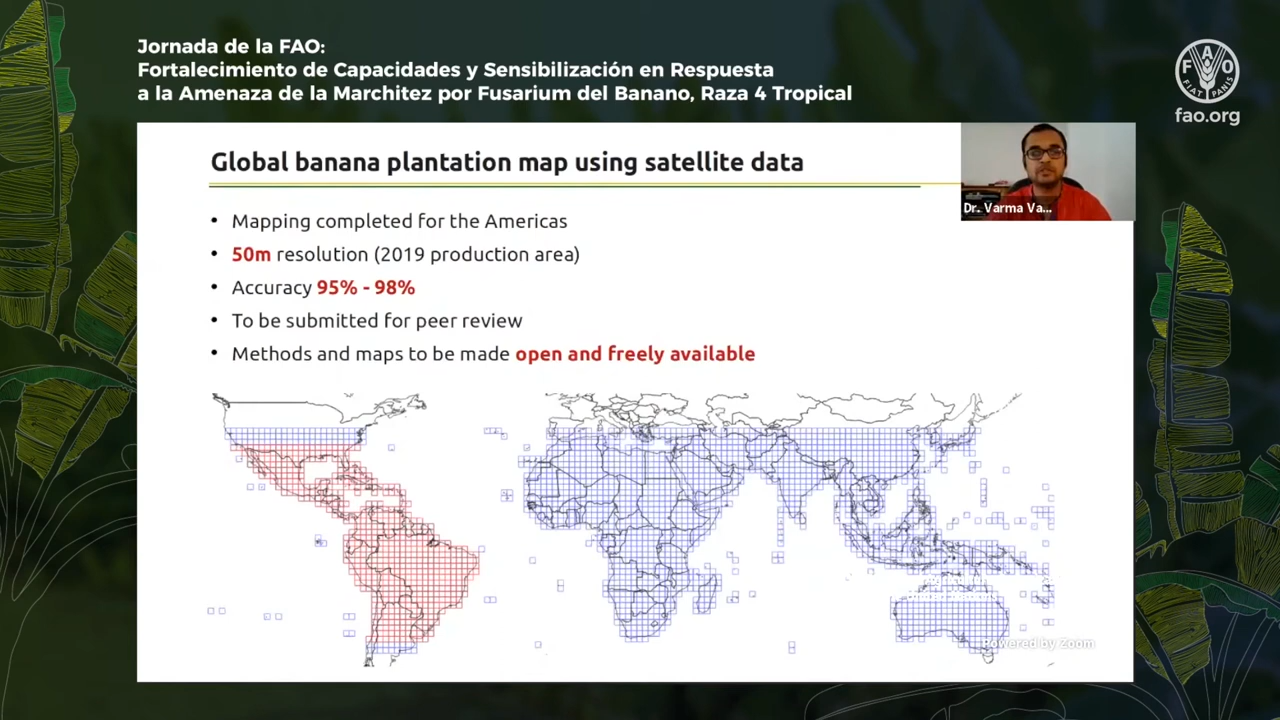 Jornada de la FAO:
Fortalecimiento de Capacidades y Sensibilización en Respuesta
a la Amenaza de la Marchitez por Fusarium del Banano, Raza 4 Tropical
F A O
FIAT PANIS
fao.org
Global banana plantation map using satellite data
Dr. Varma Va...
• Mapping completed for the Americas
• 50m resolution (2019 production area)
• Accuracy 95% - 98%
• To be submitted for peer review
• Methods and maps to be made open and freely available
Powered by Zoom